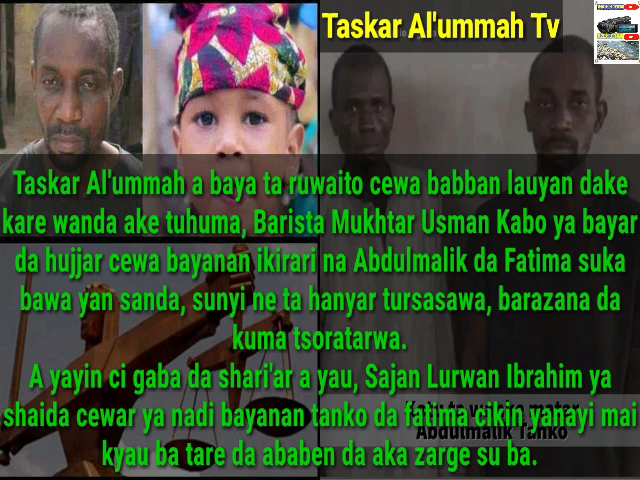 Taskar Al'ummah Tv
Taskar Al'ummah a baya ta ruwaito cewa babban lauyan dake
kare wanda ake tuhuma, Barista Mukhtar Usman Kabo ya bayar
da hujjar cewa bayanan ikirari na Abdulmalik da Fatima suka
bawa yan sanda, sunyi ne ta hanyar tursasawa, barazana da
kuma tsoratarwa.
A yayin ci gaba da shari'ar a yau, Sajan Lurwan Ibrahim ya
shaida cewar ya nadi bayanan tanko da fatima cikin yanayi mai
kyau ba tare da ababen da aka zarge su ba.
Abdulmalik Tanko